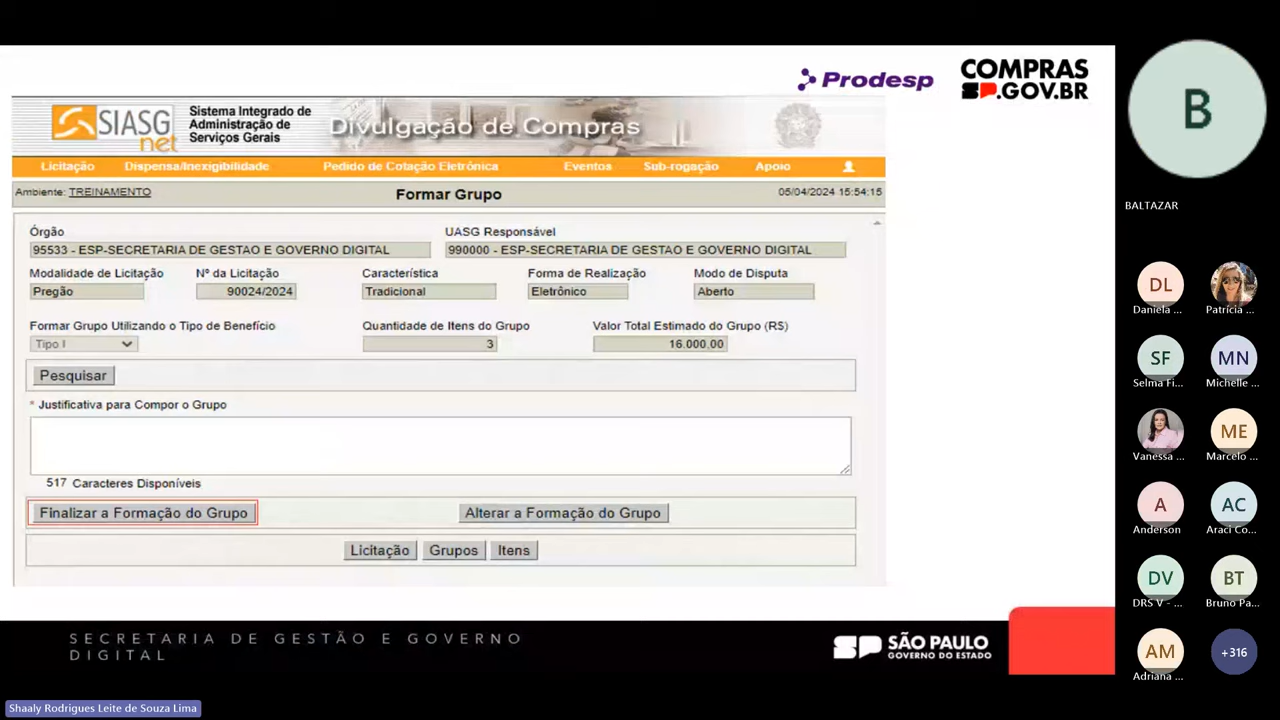 Prodesp
COMPRAS
SP.GOV.BR
SIASG
net
Sistema Integrado de
Administração de
Serviços Gerais
Divulgação de Compras
Licitação Dispensa/Inexigibilidade Pedido de Cotação Eletrônica Eventos Sub-rogação Apoio
Ambiente: TREINAMENTO Formar Grupo 05/04/2024 15:54:15
Órgão UASG Responsável
95533 - ESP-SECRETARIA DE GESTAO E GOVERNO DIGITAL 990000 - ESP-SECRETARIA DE GESTAO E GOVERNO DIGITAL
Modalidade de Licitação Nº da Licitação Característica Forma de Realização Modo de Disputa
Pregão 90024/2024 Tradicional Eletrônico Aberto
Formar Grupo Utilizando o Tipo de Benefício Quantidade de Itens do Grupo Valor Total Estimado do Grupo (R$)
Tipo I 3 16.000,00
Pesquisar
* Justificativa para Compor o Grupo
517 Caracteres Disponíveis
Finalizar a Formação do Grupo Alterar a Formação do Grupo
Licitação Grupos Itens
SECRETARIA DE GESTÃO E GOVERNO
DIGITAL
SP SÃO PAULO
GOVERNO DO ESTADO
Shaaly Rodrigues Leite de Souza Lima
B
BALTAZAR
DL
Daniela ... Patrícia ...
SF MN
Selma Fi... Michelle ...
ME
Vanessa ... Marcelo ...
A AC
Anderson Araci Co...
DV BT
DRS V - ... Bruno Pa...
AM +316
Adriana ...